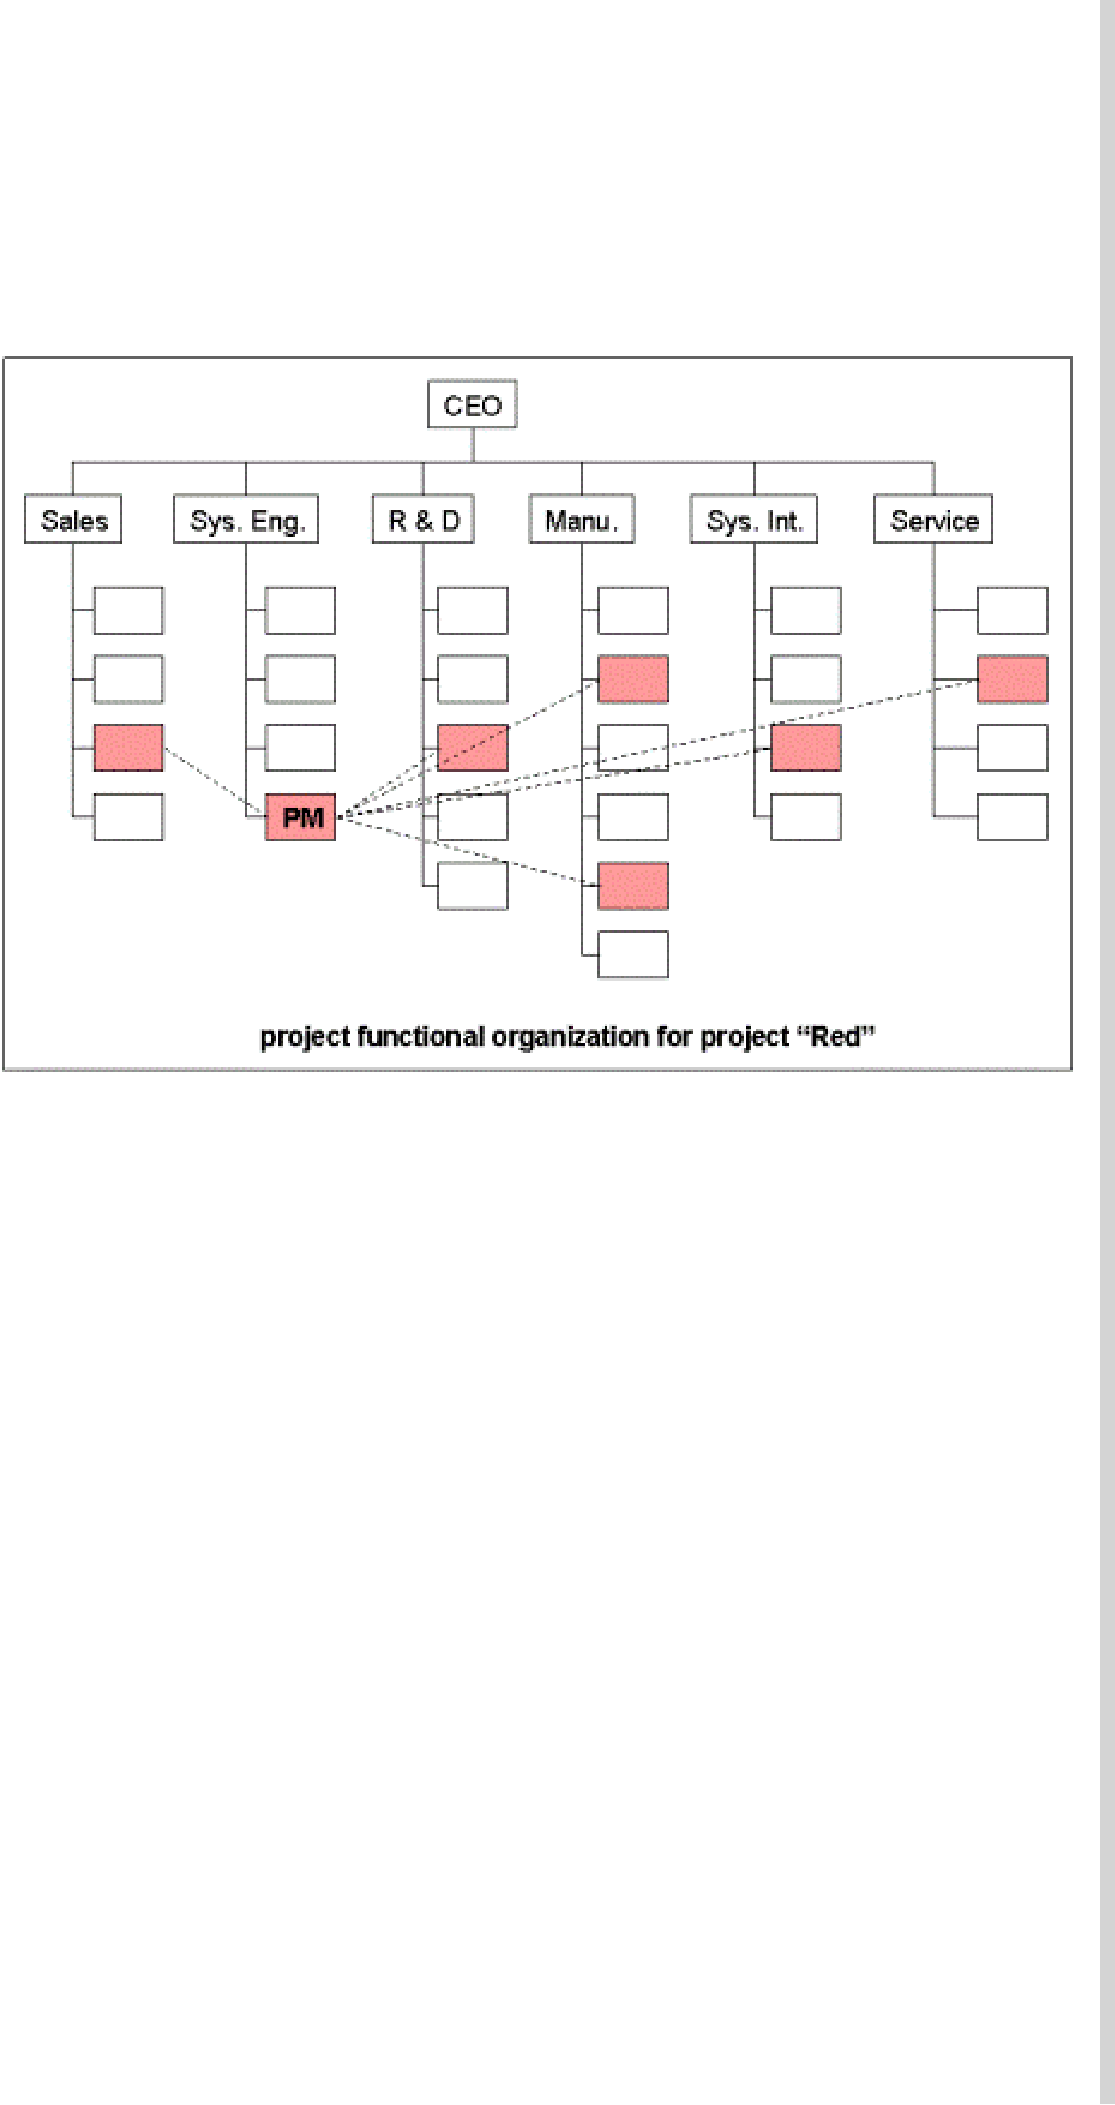 CEO
Sales
Sys. Eng.
R & D
Manu.
Sys. Int.
Service
PM
project functional organization for project “Red”